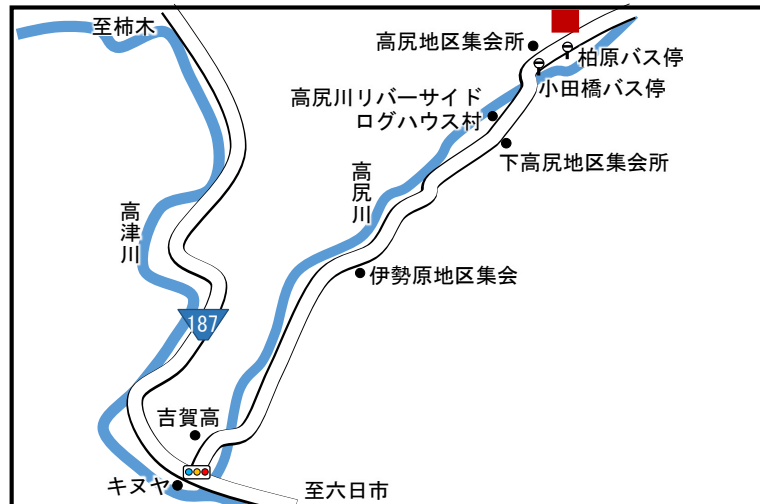 至柿木
高尻地区集会所
柏原バス停
小田橋バス停
高尻川リバーサイド
ログハウス村
下高尻地区集会所
高尻川
高津川
伊勢原地区集会
187
吉賀高
キヌヤ
至六日市